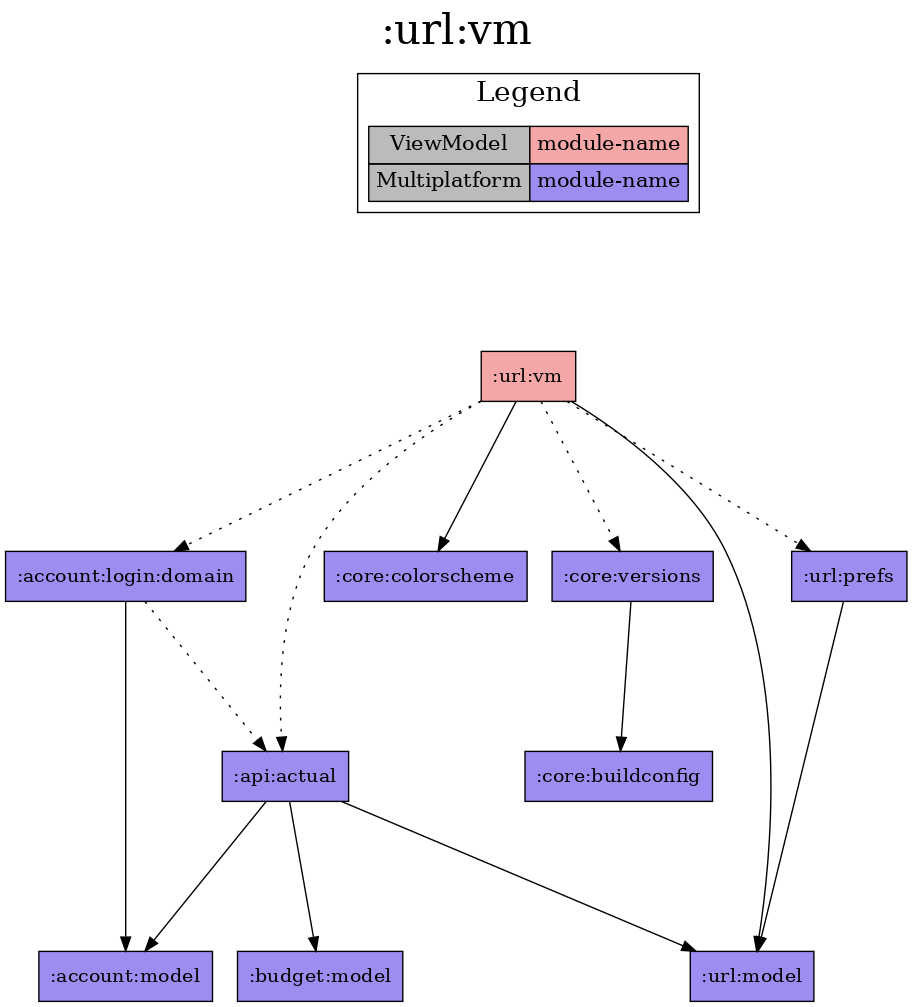 :url:vm
Legend
ViewModel module-name
Multiplatform module-name
:url:vm
:account:login:domain :core:colorscheme :core:versions :url:prefs
:api:actual :core:buildconfig
:account:model :budget:model :url:model